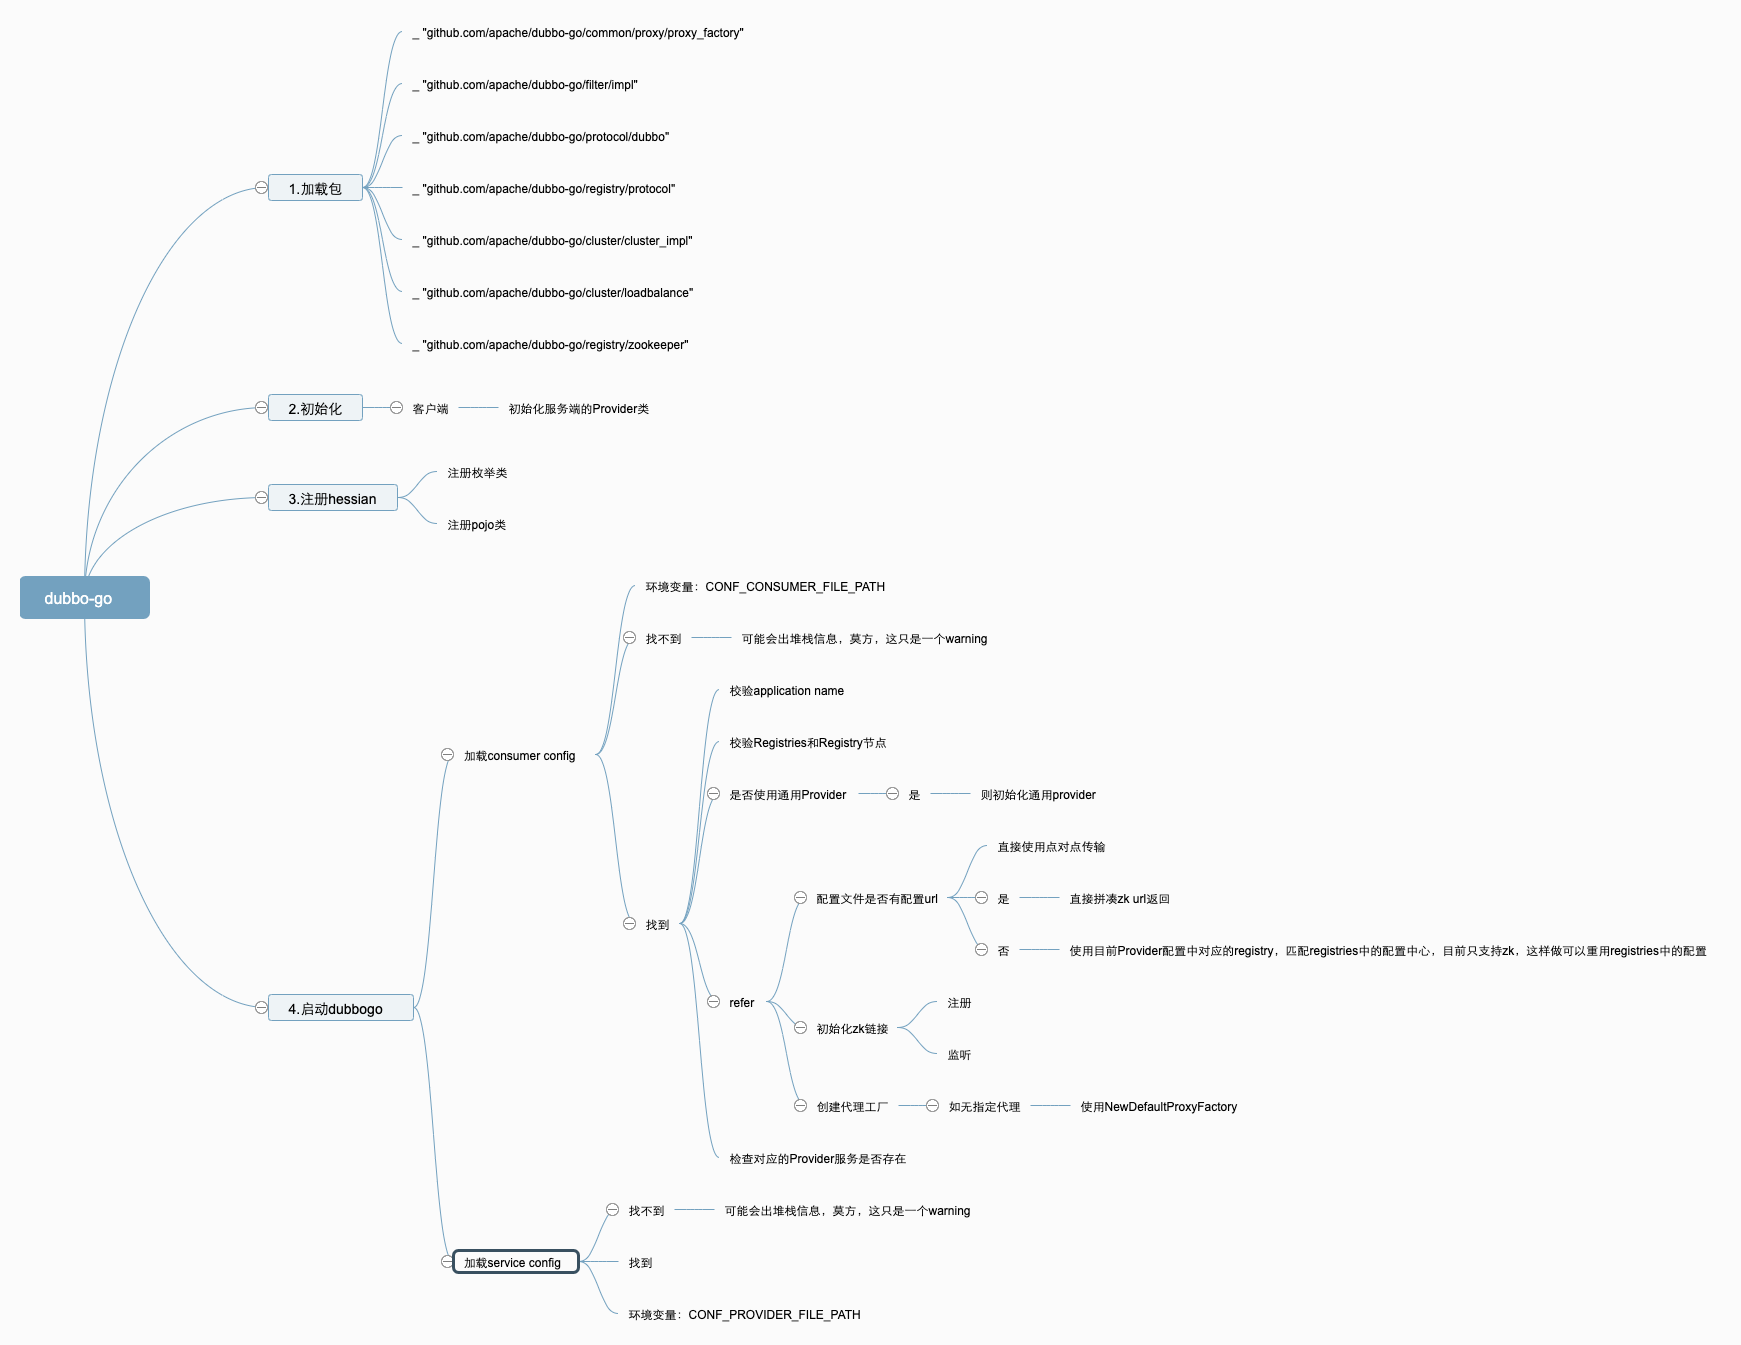 _ "github.com/apache/dubbo-go/common/proxy/proxy_factory"
_ "github.com/apache/dubbo-go/filter/impl"
_ "github.com/apache/dubbo-go/protocol/dubbo"
1.加载包
_ "github.com/apache/dubbo-go/registry/protocol"
_ "github.com/apache/dubbo-go/cluster/cluster_impl"
_ "github.com/apache/dubbo-go/cluster/loadbalance"
_ "github.com/apache/dubbo-go/registry/zookeeper"
2.初始化
客户端
初始化服务端的Provider类
注册枚举类
3.注册hessian
注册pojo类
dubbo-go
环境变量：CONF_CONSUMER_FILE_PATH
找不到
可能会出堆栈信息，莫方，这只是一个warning
校验application name
校验Registries和Registry节点
加载consumer config
是否使用通用Provider
是
则初始化通用provider
直接使用点对点传输
配置文件是否有配置url
是
直接拼凑zk url返回
找到
否
使用目前Provider配置中对应的registry，匹配registries中的配置中心，目前只支持zk，这样做可以重用registries中的配置
refer
注册
4.启动dubbogo
初始化zk链接
监听
创建代理工厂
如无指定代理
使用NewDefaultProxyFactory
检查对应的Provider服务是否存在
找不到
可能会出堆栈信息，莫方，这只是一个warning
加载service config
找到
环境变量：CONF_PROVIDER_FILE_PATH